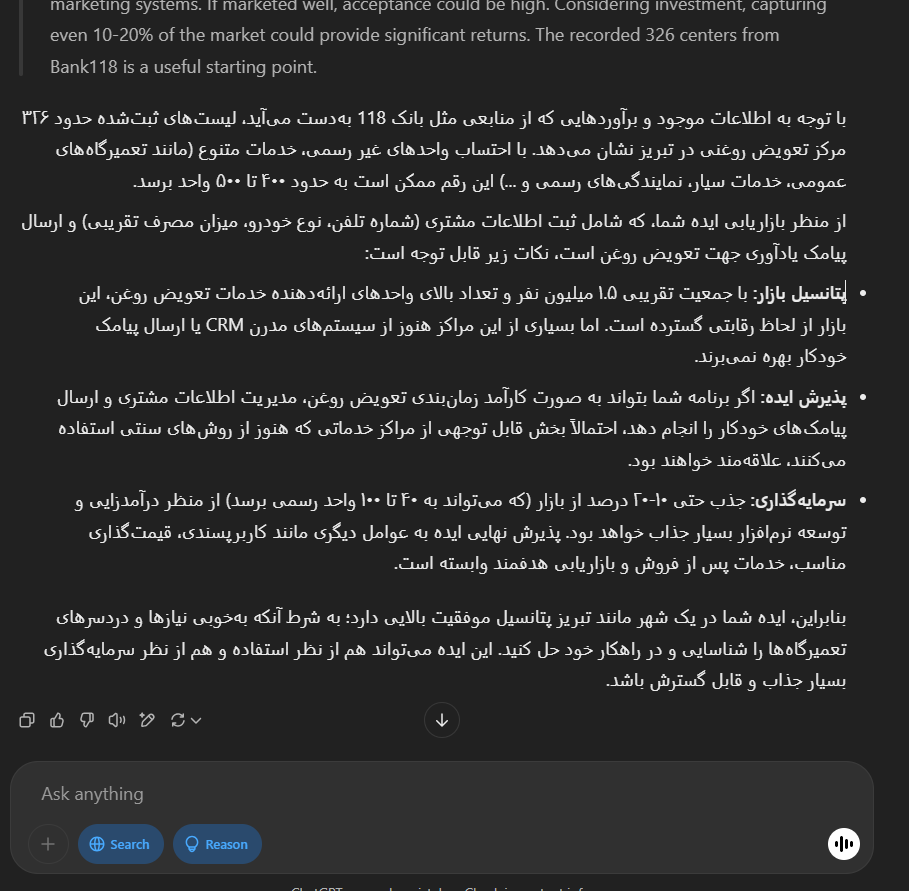 marketing systems. If marketed well, acceptance could be high. Considering investment, capturing
even 10-20% of the market could provide significant returns. The recorded 326 centers from
Bank118 is a useful starting point.
با توجه به اطلاعات موجود و برآوردهایی که از منابعی مثل بانک 118 به‌دست می‌آید، لیست‌های ثبت‌شده حدود ۳۲۶
مرکز تعویض روغنی در تبریز نشان می‌دهد. با احتساب واحدهای غیر رسمی، خدمات متنوع (مانند تعمیرگاه‌های
عمومی، خدمات سیار، نمایندگی‌های رسمی و ...) این رقم ممکن است به حدود ۴۰۰ تا ۵۰۰ واحد برسد.
از منظر بازاریابی ایده شما، که شامل ثبت اطلاعات مشتری (شماره تلفن، نوع خودرو، میزان مصرف تقریبی) و ارسال
پیامک یادآوری جهت تعویض روغن است، نکات زیر قابل توجه است:
• پتانسیل بازار: با جمعیت تقریبی ۱.۵ میلیون نفر و تعداد بالای واحدهای ارائه‌دهنده خدمات تعویض روغن، این
بازار از لحاظ رقابتی گسترده است. اما بسیاری از این مراکز هنوز از سیستم‌های مدرن CRM یا ارسال پیامک
خودکار بهره نمی‌برند.
• پذیرش ایده: اگر برنامه شما بتواند به صورت کارآمد زمان‌بندی تعویض روغن، مدیریت اطلاعات مشتری و ارسال
پیامک‌های خودکار را انجام دهد، احتمالاً بخش قابل توجهی از مراکز خدماتی که هنوز از روش‌های سنتی استفاده
می‌کنند، علاقه‌مند خواهند بود.
• سرمایه‌گذاری: جذب حتی ۱۰-۲۰ درصد از بازار (که می‌تواند به ۴۰ تا ۱۰۰ واحد رسمی برسد) از منظر درآمدزایی و
توسعه نرم‌افزار بسیار جذاب خواهد بود. پذیرش نهایی ایده به عوامل دیگری مانند کاربرپسندی، قیمت‌گذاری
مناسب، خدمات پس از فروش و بازاریابی هدفمند وابسته است.
بنابراین، ایده شما در یک شهر مانند تبریز پتانسیل موفقیت بالایی دارد؛ به شرط آنکه به‌خوبی نیازها و دردسرهای
تعمیرگاه‌ها را شناسایی و در راهکار خود حل کنید. این ایده می‌تواند هم از نظر استفاده و هم از نظر سرمایه‌گذاری
بسیار جذاب و قابل گسترش باشد.
Ask anything
Search
Reason